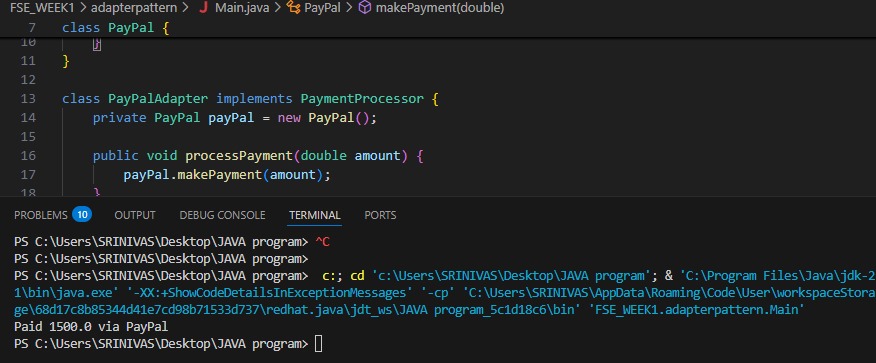 FSE_WEEK1 > adapterpattern > J Main.java > PayPal > makePayment(double)
7 class PayPal {
10 }
11 }
12
13 class PayPalAdapter implements PaymentProcessor {
14 private PayPal payPal = new PayPal();
15
16 public void processPayment(double amount) {
17 payPal.makePayment(amount);
18 }
PROBLEMS 10 OUTPUT DEBUG CONSOLE TERMINAL PORTS
PS C:\Users\SRINIVAS\Desktop\JAVA program> ^C
PS C:\Users\SRINIVAS\Desktop\JAVA program>
PS C:\Users\SRINIVAS\Desktop\JAVA program> c:; cd 'c:\Users\SRINIVAS\Desktop\JAVA program'; & 'C:\Program Files\Java\jdk-2
1\bin\java.exe' '-XX:+ShowCodeDetailsInExceptionMessages' '-cp' 'C:\Users\SRINIVAS\AppData\Roaming\Code\User\workspaceStora
ge\68d17c8b85344d41e7cd98b71533d737\redhat.java\jdt_ws\JAVA program_5c1d18c6\bin' 'FSE_WEEK1.adapterpattern.Main'
Paid 1500.0 via PayPal
PS C:\Users\SRINIVAS\Desktop\JAVA program>